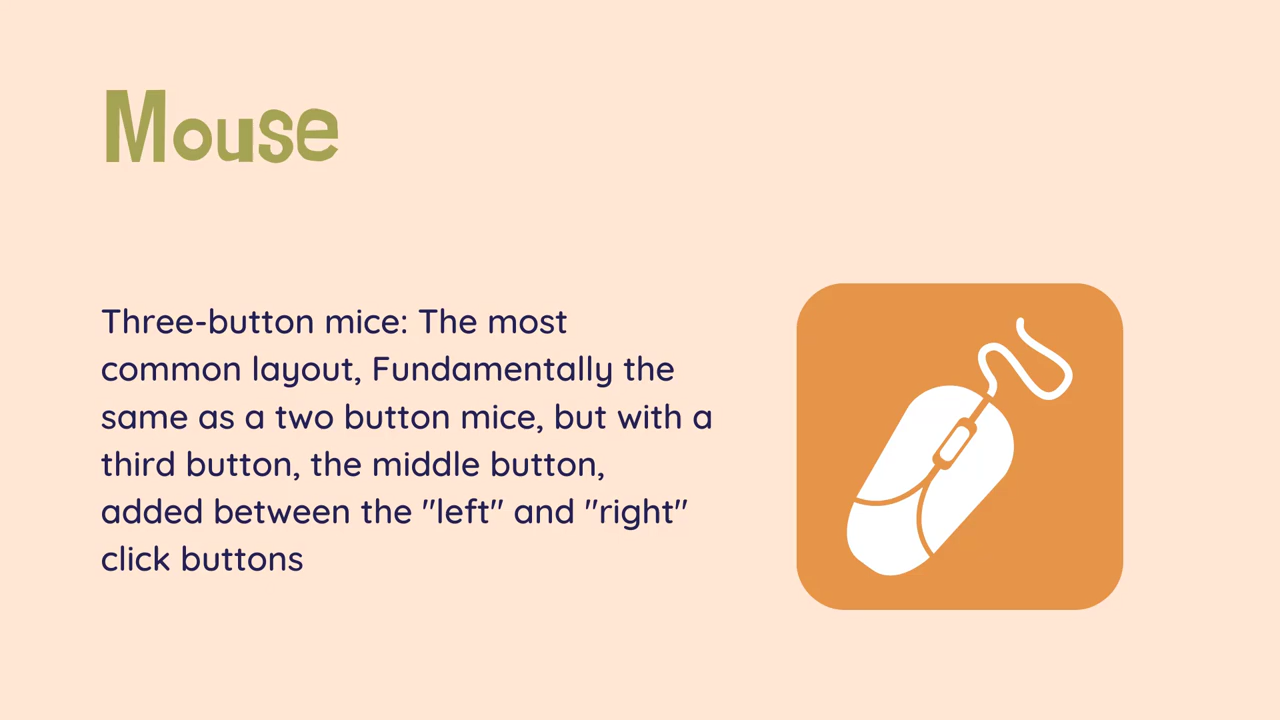 Mouse
Three-button mice: The most
common layout, Fundamentally the
same as a two button mice, but with a
third button, the middle button,
added between the "left" and "right"
click buttons